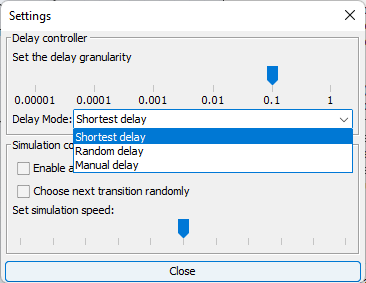 Settings
Delay controller
Set the delay granularity
0.00001 0.0001 0.001 0.01 0.1 1
Delay Mode: Shortest delay
Shortest delay
Random delay
Manual delay
Simulation co
Enable a
Choose next transition randomly
Set simulation speed:
Close